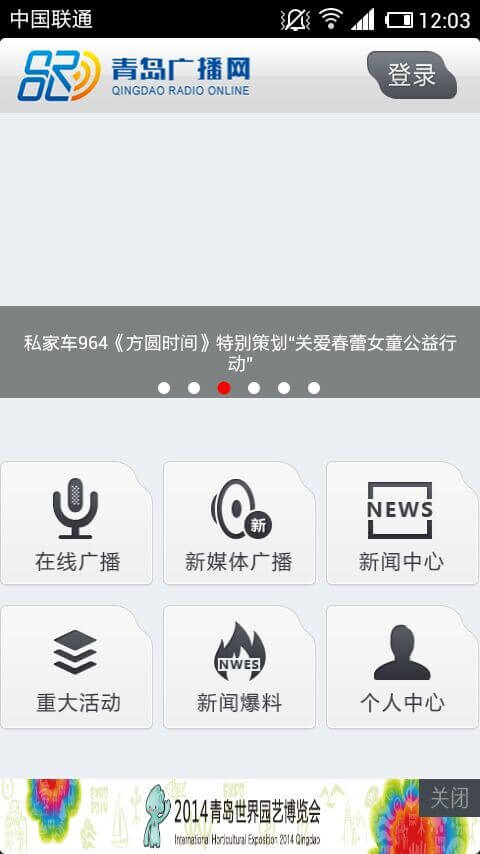 中国联通 12:03
青岛广播网
QINGDAO RADIO ONLINE
登录
私家车964《方圆时间》特别策划“关爱春蕾女童公益行
动”
新
NEWS
在线广播 新媒体广播 新闻中心
NWES
重大活动 新闻爆料 个人中心
2014青岛世界园艺博览会
International Horticultural Exposition 2014 Qingdao
关闭